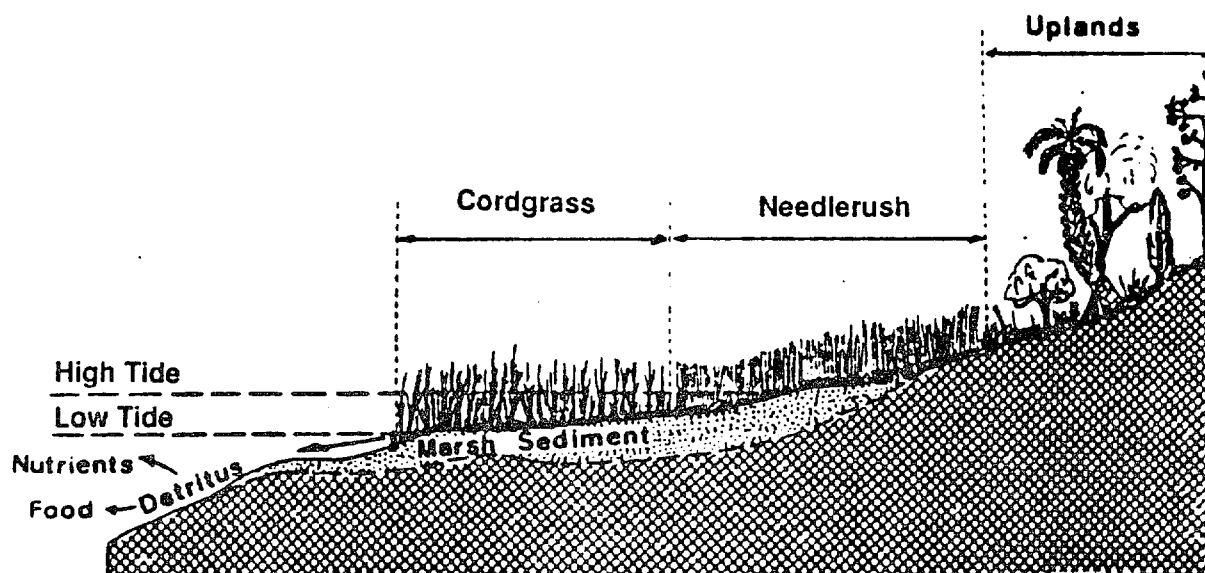 Uplands
Cordgrass
Needlerush
High Tide
Low Tide
Marsh Sediment
Nutrients
Detritus
Food